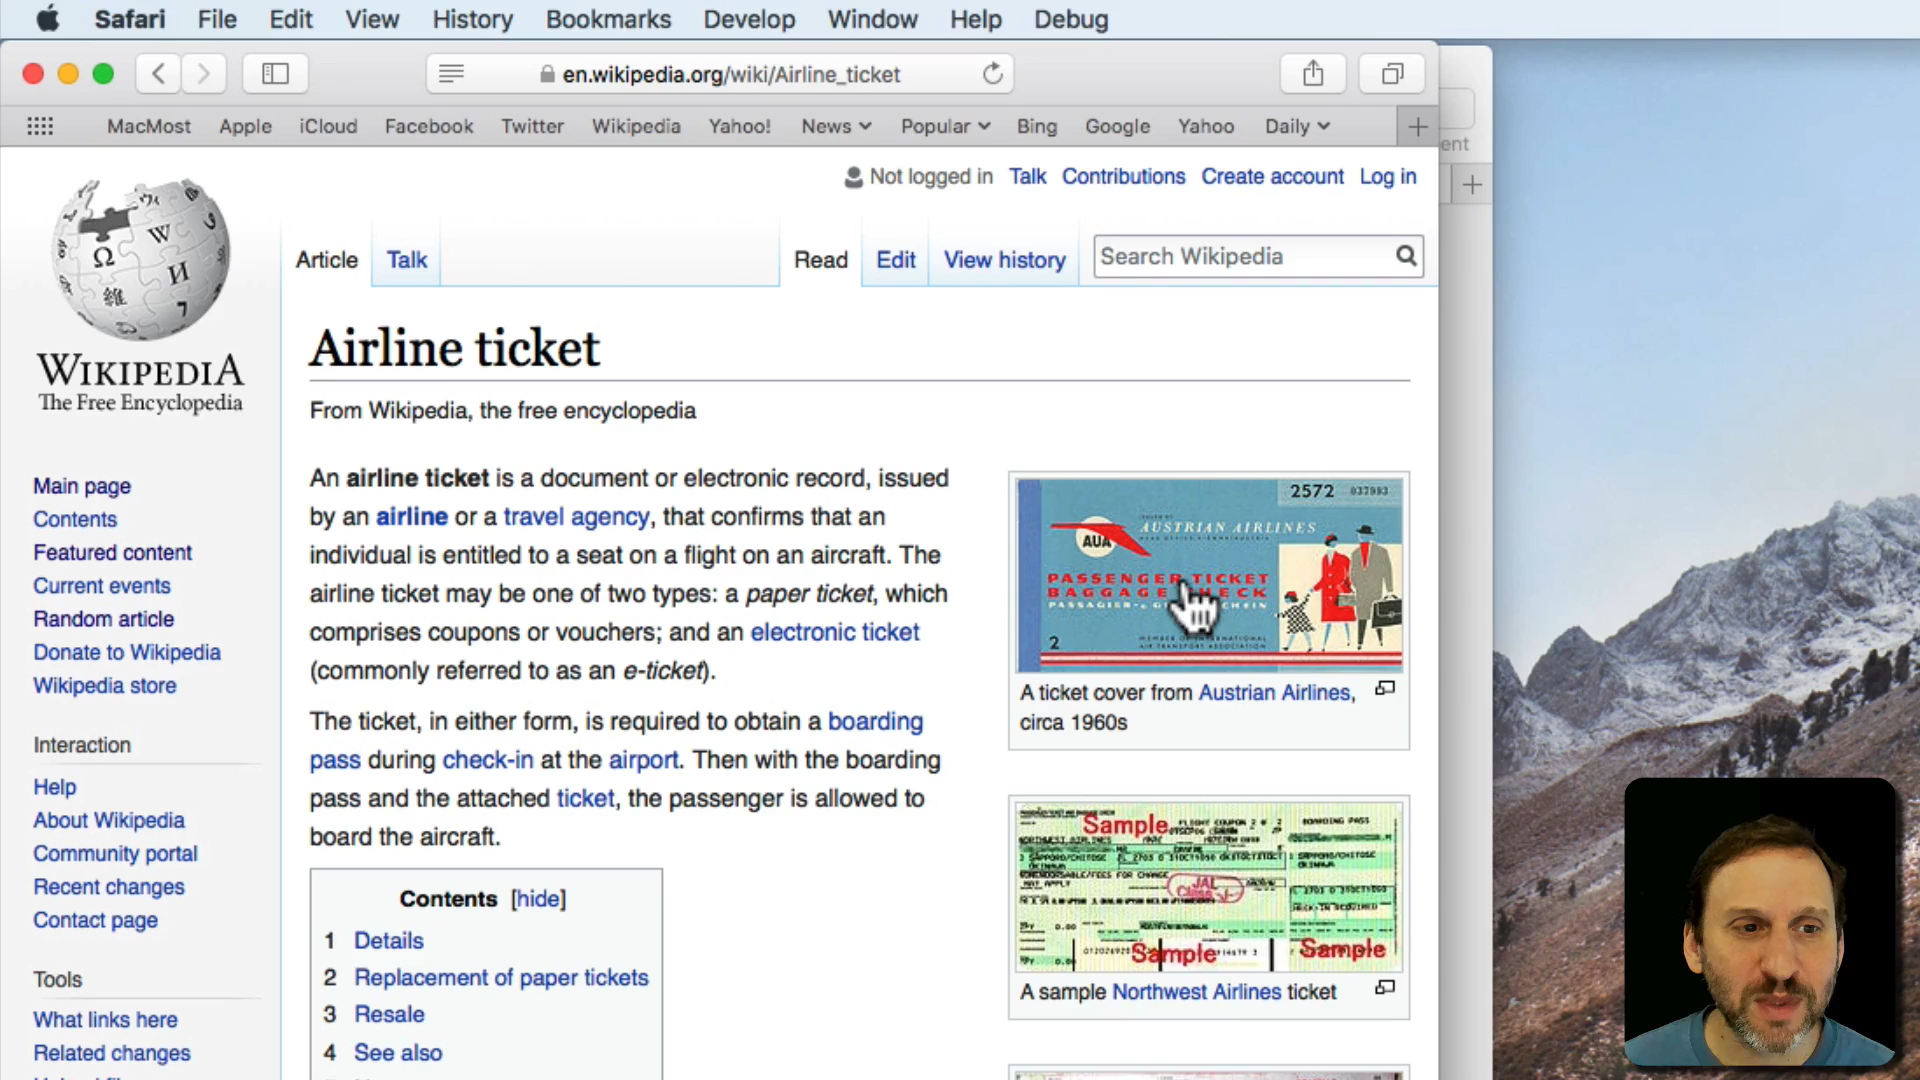 Safari File Edit View History Bookmarks Develop Window Help Debug
en.wikipedia.org/wiki/Airline_ticket
MacMost Apple iCloud Facebook Twitter Wikipedia Yahoo! News Popular Bing Google Yahoo Daily
ent
Not logged in Talk Contributions Create account Log in
Article Talk Read Edit View history Search Wikipedia
WIKIPEDIA
The Free Encyclopedia
Airline ticket
From Wikipedia, the free encyclopedia
An airline ticket is a document or electronic record, issued
by an airline or a travel agency, that confirms that an
individual is entitled to a seat on a flight on an aircraft. The
airline ticket may be one of two types: a paper ticket, which
comprises coupons or vouchers; and an electronic ticket
(commonly referred to as an e-ticket).
The ticket, in either form, is required to obtain a boarding
pass during check-in at the airport. Then with the boarding
pass and the attached ticket, the passenger is allowed to
board the aircraft.
Contents [hide]
1 Details
2 Replacement of paper tickets
3 Resale
4 See also
Main page
Contents
Featured content
Current events
Random article
Donate to Wikipedia
Wikipedia store
Interaction
Help
About Wikipedia
Community portal
Recent changes
Contact page
Tools
What links here
Related changes
2572
AUSTRIAN AIRLINES
AUA
PASSENGER TICKET
2
A ticket cover from Austrian Airlines,
circa 1960s
Sample
FLIGHT COUPON 2
BOARDING PASS
JAL
Sample
Sample
A sample Northwest Airlines ticket